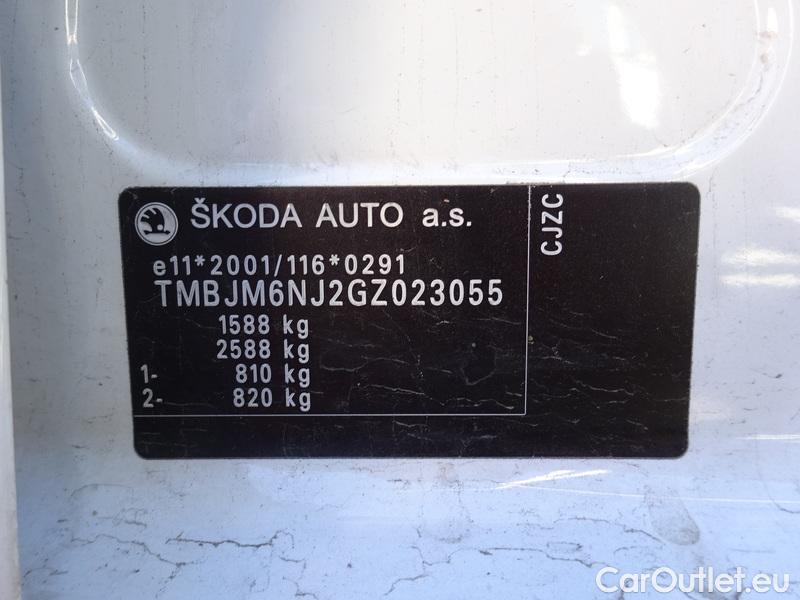 ŠKODA AUTO a.s.
e11*2001/116*0291
TMBJM6NJ2GZ023055
1588 kg
2588 kg
1- 810 kg
2- 820 kg
CJZC
CarOutlet.eu